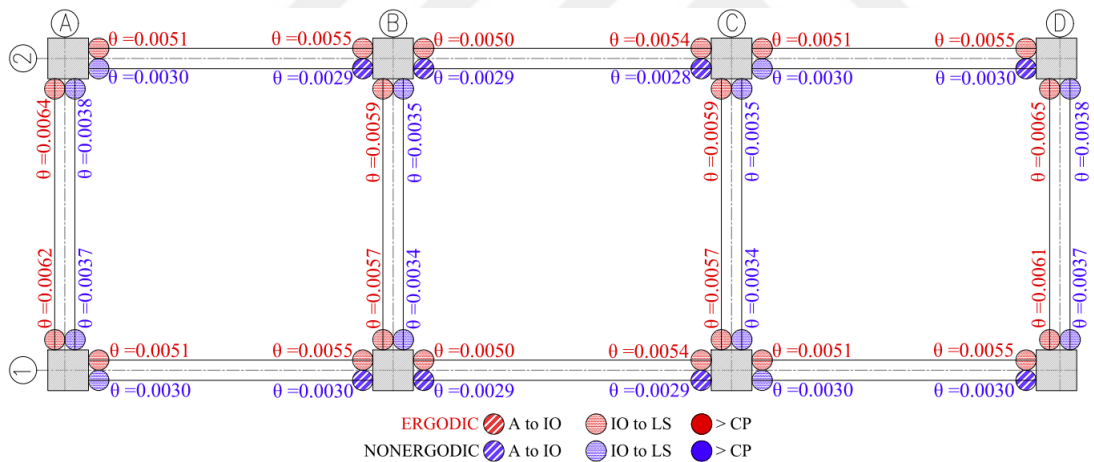 A B C D
2
θ =0.0051 θ =0.0055 θ =0.0050 θ =0.0054 θ =0.0051 θ =0.0055
θ =0.0030 θ =0.0029 θ =0.0029 θ =0.0028 θ =0.0030 θ =0.0030
θ =0.0064 θ =0.0038 θ =0.0059 θ =0.0035 θ =0.0059 θ =0.0035 θ =0.0065 θ =0.0038
θ =0.0062 θ =0.0037 θ =0.0057 θ =0.0034 θ =0.0057 θ =0.0034 θ =0.0061 θ =0.0037
θ =0.0051 θ =0.0055 θ =0.0050 θ =0.0054 θ =0.0051 θ =0.0055
1
θ =0.0030 θ =0.0030 θ =0.0029 θ =0.0029 θ =0.0030 θ =0.0030
ERGODIC A to IO IO to LS > CP
NONERGODIC A to IO IO to LS > CP